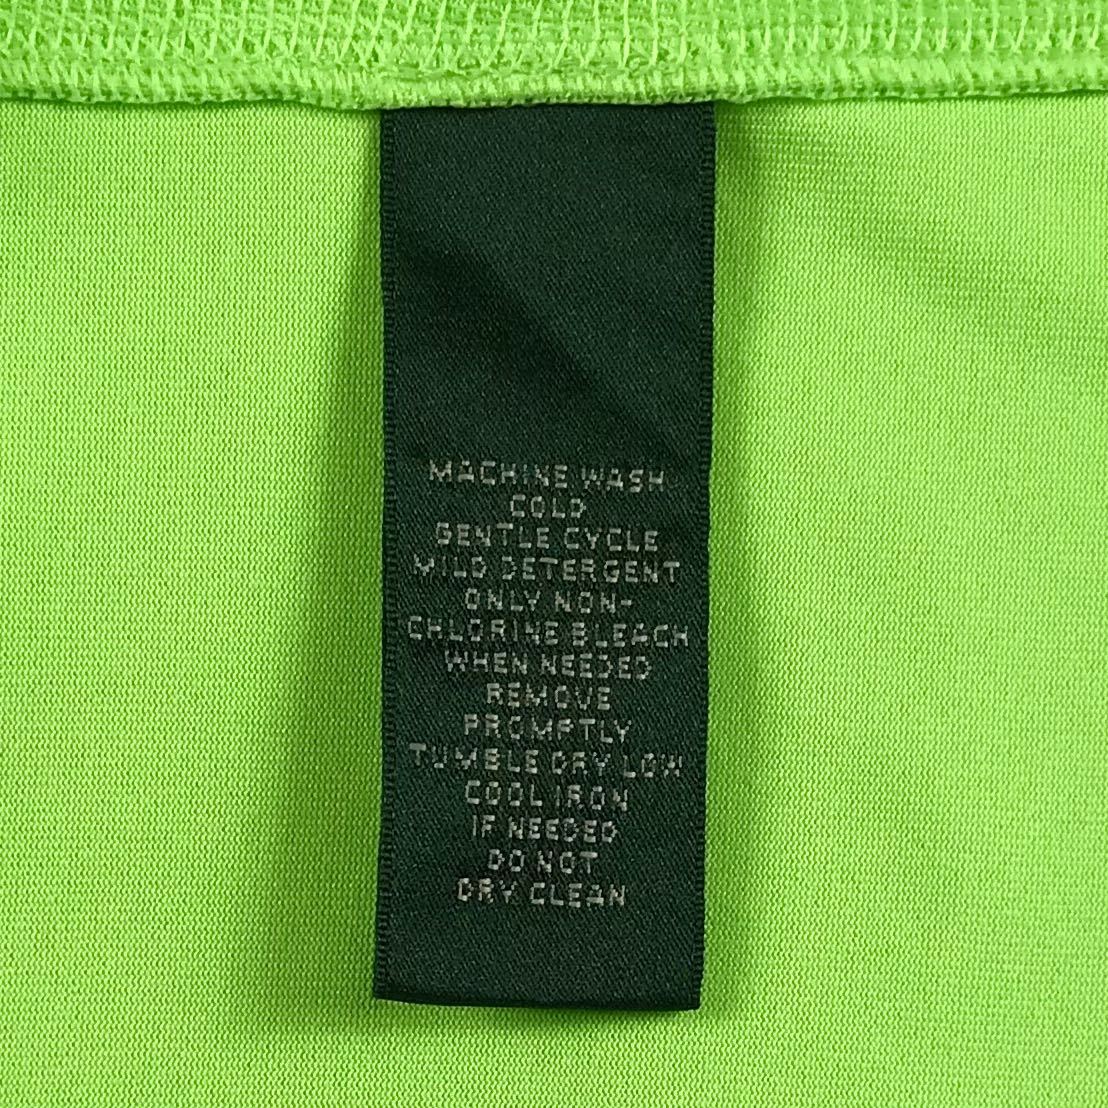 MACHINE WASH
COLD
GENTLE CYCLE
MILD DETERGENT
ONLY NON-
CHLORINE BLEACH
WHEN NEEDED
REMOVE
PROMPTLY
TUMBLE DRY LOW
COOL IRON
IF NEEDED
DO NOT
DRY CLEAN